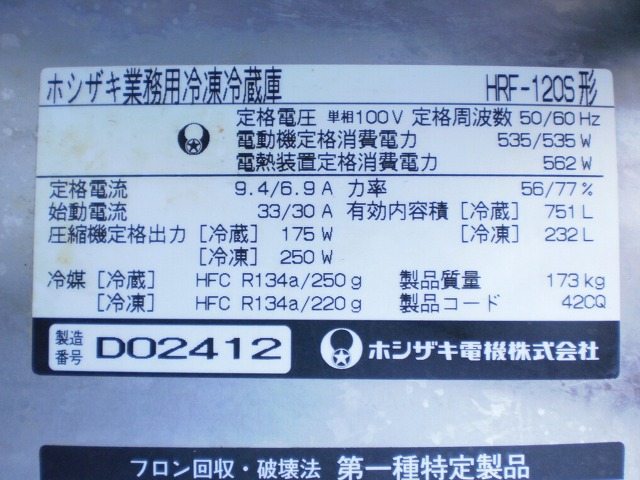 ホシザキ業務用冷凍冷蔵庫 HRF-120S形
定格電圧 単相100V 定格周波数 50/60Hz
電動機定格消費電力 535/535W
電熱装置定格消費電力 562W
定格電流 9.4/6.9A 力率 56/77%
始動電流 33/30A 有効内容積 [冷蔵] 751L
圧縮機定格出力 [冷蔵] 175W [冷凍] 232L
[冷凍] 250W
冷媒 [冷蔵] HFC R134a/250g 製品質量 173kg
[冷凍] HFC R134a/220g 製品コード 42CQ
製造番号 D02412 ホシザキ電機株式会社
フロン回収・破壊法 第一種特定製品